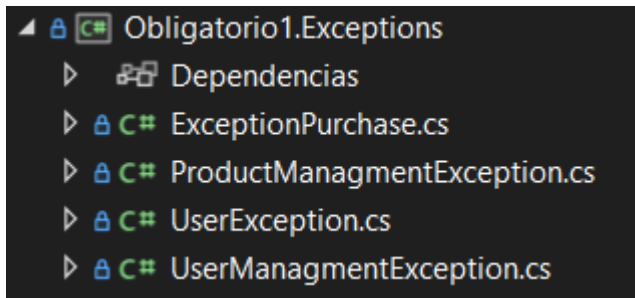 C# Obligatorio1.Exceptions
Dependencias
C# ExceptionPurchase.cs
C# ProductManagmentException.cs
C# UserException.cs
C# UserManagmentException.cs